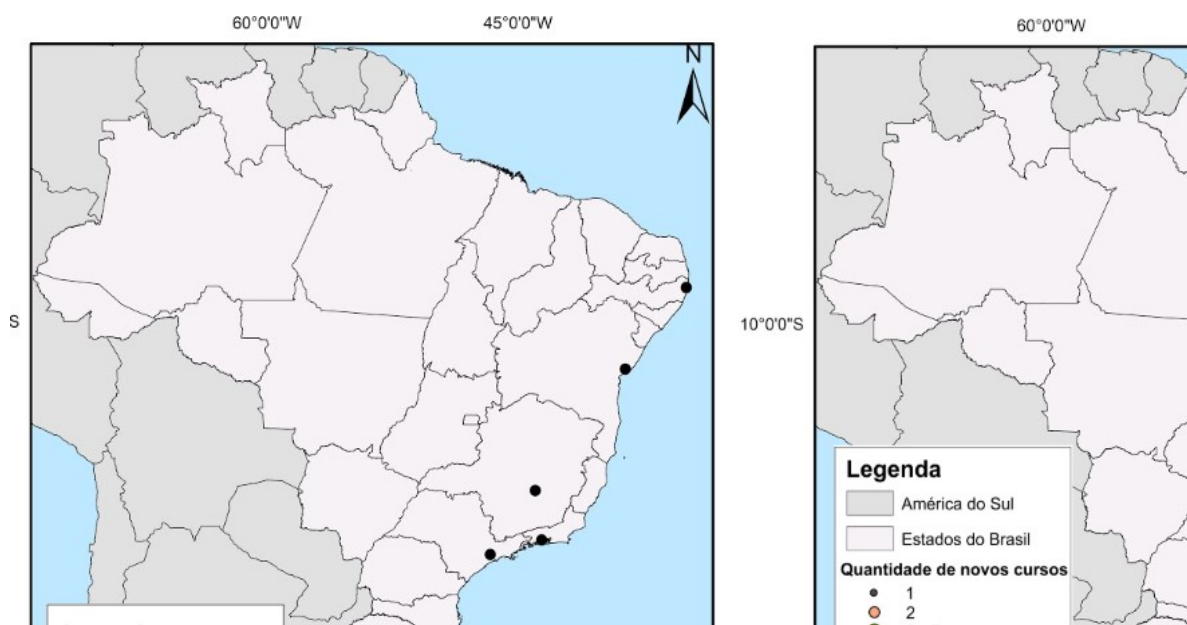 60°0'0"W
45°0'0"W
N
S
60°0'0"W
10°0'0"S
Legenda
América do Sul
Estados do Brasil
Quantidade de novos cursos
1
2